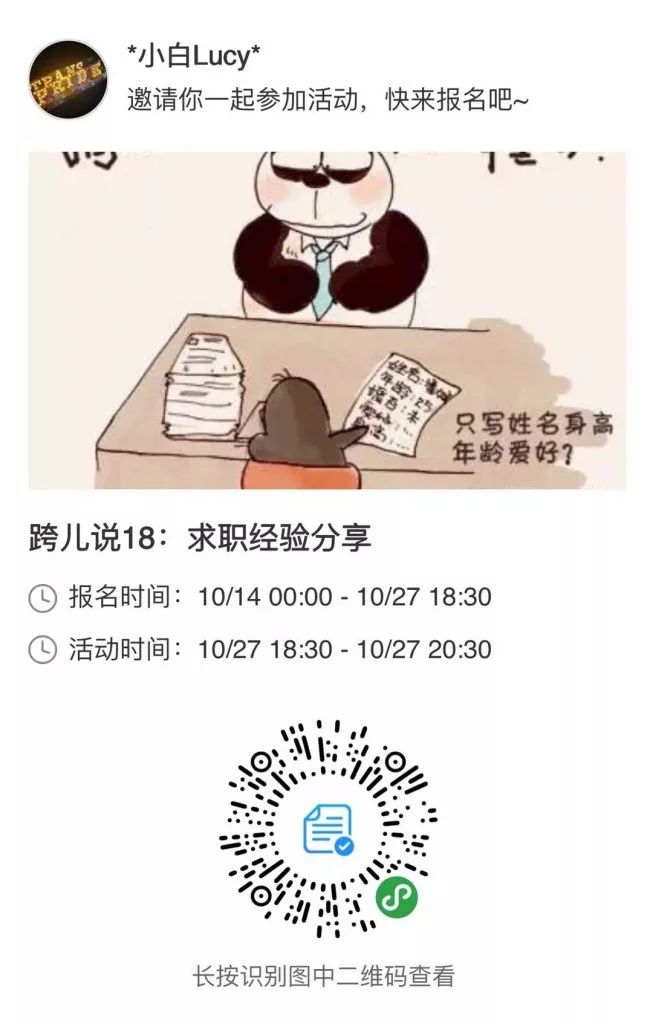 *小白Lucy*
TRANS
PRIDE
邀请你一起参加活动，快来报名吧~
只写姓名身高
年龄爱好？
跨儿说18：求职经验分享
报名时间：10/14 00:00 - 10/27 18:30
活动时间：10/27 18:30 - 10/27 20:30
长按识别图中二维码查看